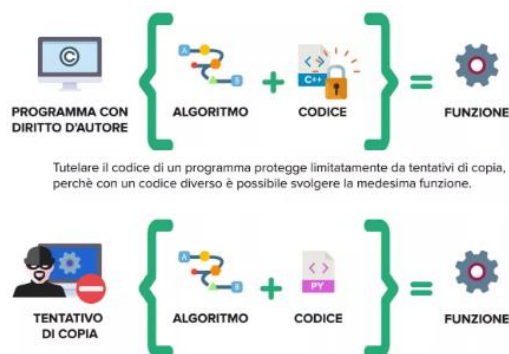 ©
A
B
C++
PROGRAMMA CON
DIRITTO D'AUTORE
ALGORITMO
+
CODICE
=
FUNZIONE
Tutelare il codice di un programma protegge limitatamente da tentativi di copia,
perchè con un codice diverso è possibile svolgere la medesima funzione.
A
B
PY
TENTATIVO
DI COPIA
ALGORITMO
+
CODICE
=
FUNZIONE